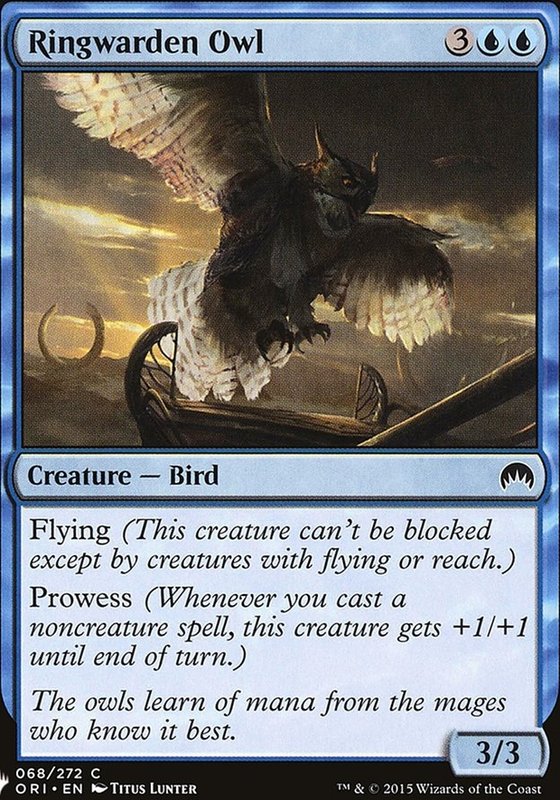 Ringwarden Owl 3
Creature — Bird
Flying (This creature can't be blocked
except by creatures with flying or reach.)
Prowess (Whenever you cast a
noncreature spell, this creature gets +1/+1
until end of turn.)
The owls learn of mana from the mages
who know it best.
3/3
068/272 C
ORI • EN Titus Lunter
™ & © 2015 Wizards of the Coast